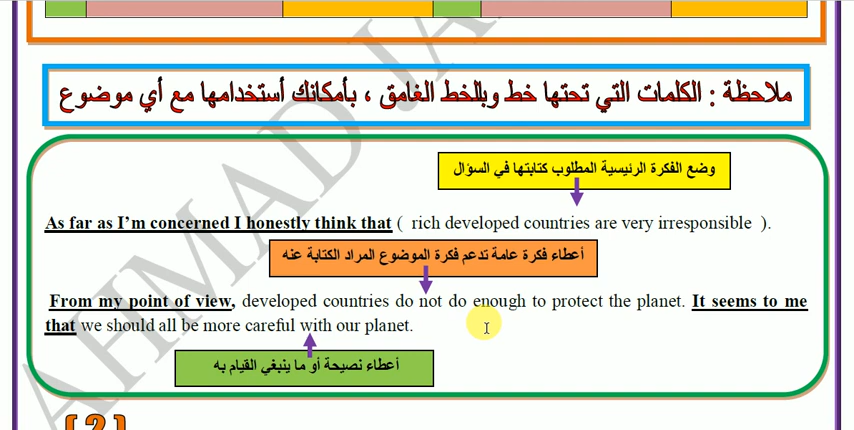 ملاحظة : الكلمات التي تحتها خط وبالخط الغامق ، بأمكانك أستخدامها مع أي موضوع
وضع الفكرة الرئيسية المطلوب كتابتها في السؤال
As far as I'm concerned I honestly think that ( rich developed countries are very irresponsible ).
أعطاء فكرة عامة تدعم فكرة الموضوع المراد الكتابة عنه
From my point of view, developed countries do not do enough to protect the planet. It seems to me
that we should all be more careful with our planet.
أعطاء نصيحة أو ما ينبغي القيام به
AHMAD JA